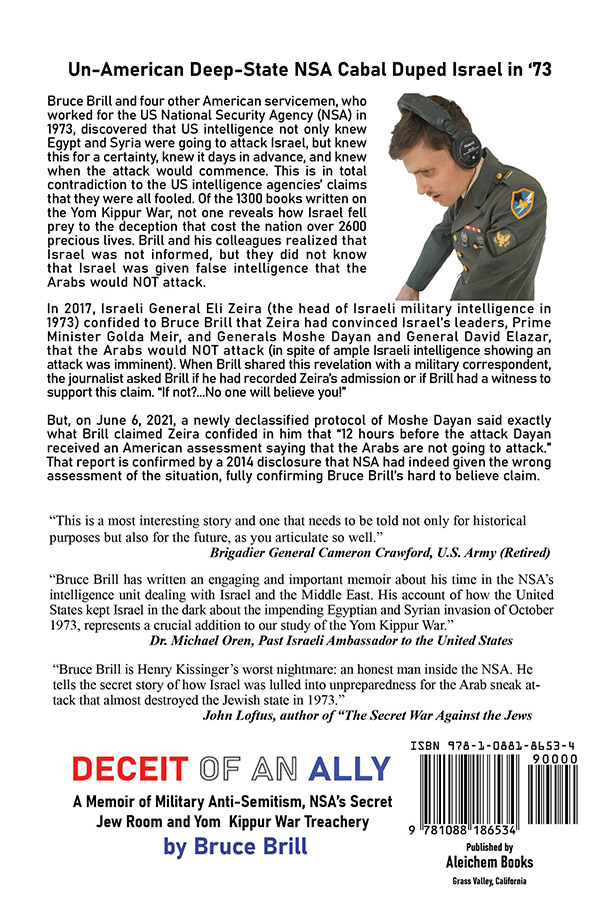 Un-American Deep-State NSA Cabal Duped Israel in ‘73
Bruce Brill and four other American servicemen, who
worked for the US National Security Agency (NSA) in
1973, discovered that US intelligence not only knew
Egypt and Syria were going to attack Israel, but knew
this for a certainty, knew it days in advance, and knew
when the attack would commence. This is in total
contradiction to the US intelligence agencies’ claims
that they were all fooled. Of the 1300 books written on
the Yom Kippur War, not one reveals how Israel fell
prey to the deception that cost the nation over 2600
precious lives. Brill and his colleagues realized that
Israel was not informed, but they did not know
that Israel was given false intelligence that the
Arabs would NOT attack.
In 2017, Israeli General Eli Zeira (the head of Israeli military intelligence in
1973) confided to Bruce Brill that Zeira had convinced Israel’s leaders, Prime
Minister Golda Meir, and Generals Moshe Dayan and General David Elazar,
that the Arabs would NOT attack (in spite of ample Israeli intelligence showing an
attack was imminent). When Brill shared this revelation with a military correspondent,
the journalist asked Brill if he had recorded Zeira’s admission or if Brill had a witness to
support this claim. “If not?...No one will believe you!”
But, on June 6, 2021, a newly declassified protocol of Moshe Dayan said exactly
what Brill claimed Zeira confided in him that “12 hours before the attack Dayan
received an American assessment saying that the Arabs are not going to attack.”
That report is confirmed by a 2014 disclosure that NSA had indeed given the wrong
assessment of the situation, fully confirming Bruce Brill’s hard to believe claim.
“This is a most interesting story and one that needs to be told not only for historical
purposes but also for the future, as you articulate so well.”
Brigadier General Cameron Crawford, U.S. Army (Retired)
“Bruce Brill has written an engaging and important memoir about his time in the NSA’s
intelligence unit dealing with Israel and the Middle East. His account of how the United
States kept Israel in the dark about the impending Egyptian and Syrian invasion of October
1973, represents a crucial addition to our study of the Yom Kippur War.”
Dr. Michael Oren, Past Israeli Ambassador to the United States
“Bruce Brill is Henry Kissinger’s worst nightmare: an honest man inside the NSA. He
tells the secret story of how Israel was lulled into unpreparedness for the Arab sneak at-
tack that almost destroyed the Jewish state in 1973.”
John Loftus, author of “The Secret War Against the Jews
DECEIT OF AN ALLY
A Memoir of Military Anti-Semitism, NSA’s Secret
Jew Room and Yom Kippur War Treachery
by Bruce Brill
ISBN 978-1-0881-8653-4
90000
9 781088 186534
Published by
Aleichem Books
Grass Valley, California